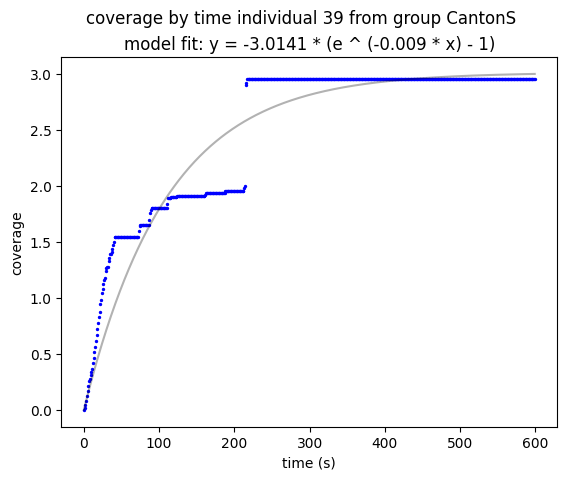 coverage by time individual 39 from group CantonS
model fit: y = -3.0141 * (e ^ (-0.009 * x) - 1)
3.0
2.5
2.0
1.5
1.0
0.5
0.0
coverage
0 100 200 300 400 500 600
time (s)